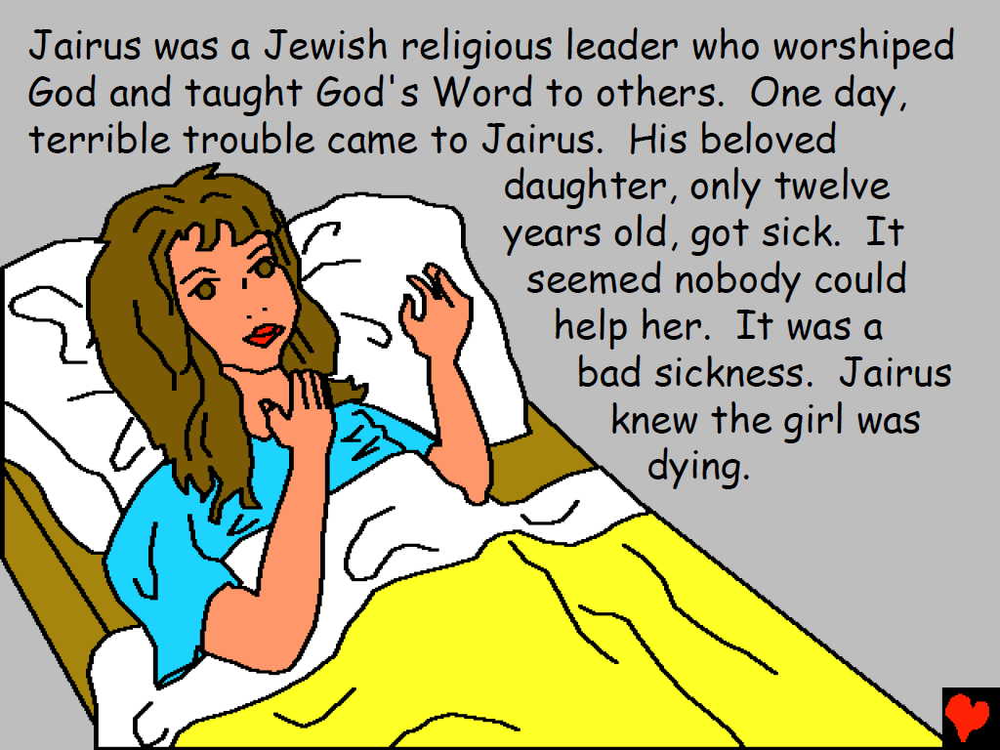 Jairus was a Jewish religious leader who worshiped
God and taught God's Word to others.  One day,
terrible trouble came to Jairus.  His beloved
daughter, only twelve
years old, got sick.  It
seemed nobody could
help her.  It was a
bad sickness.  Jairus
knew the girl was
dying.